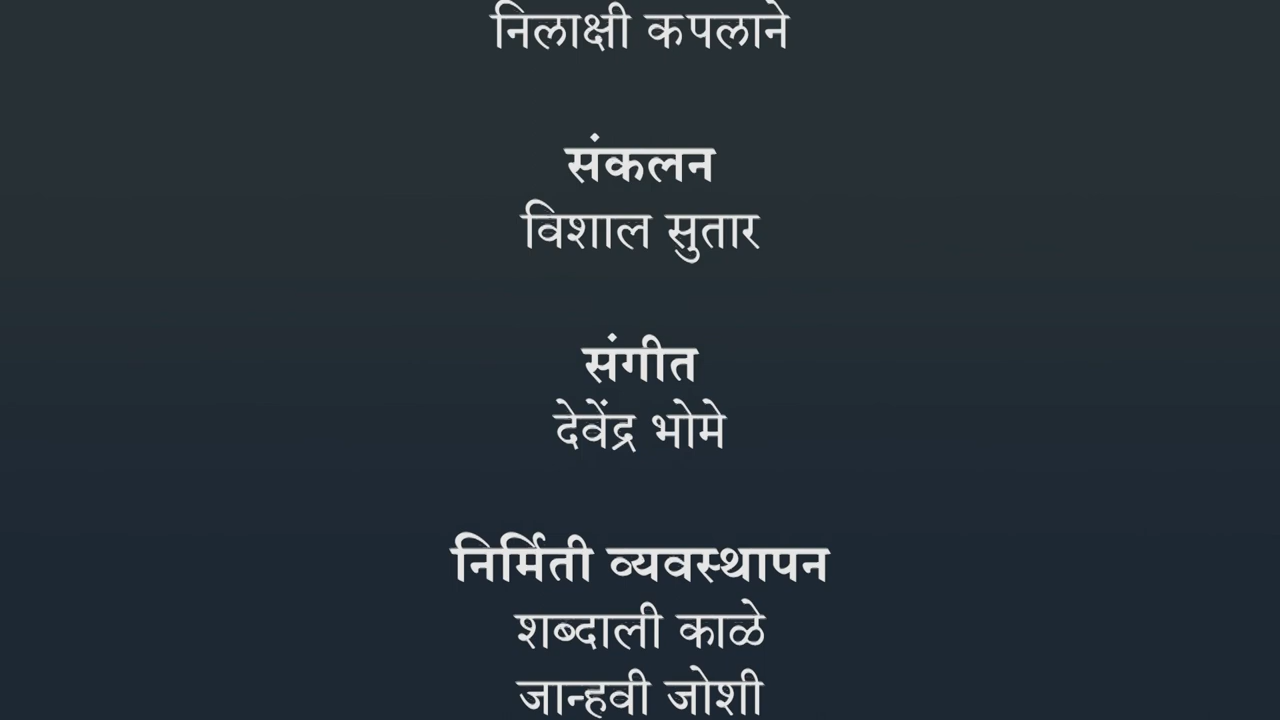 निलाक्षी कपलाने
संकलन
विशाल सुतार
संगीत
देवेंद्र भोमे
निर्मिती व्यवस्थापन
शब्दाली काळे
जान्हवी जोशी